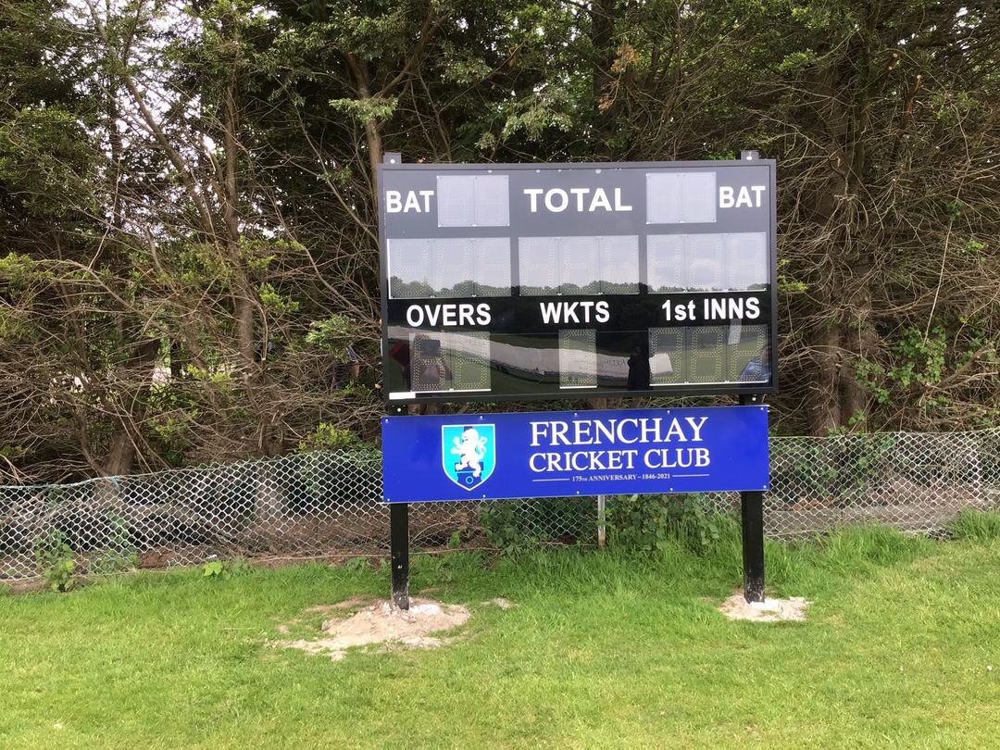 BAT TOTAL BAT
OVERS WKTS 1st INNS
FRENCHAY
CRICKET CLUB
175TH ANNIVERSARY - 1846-2021